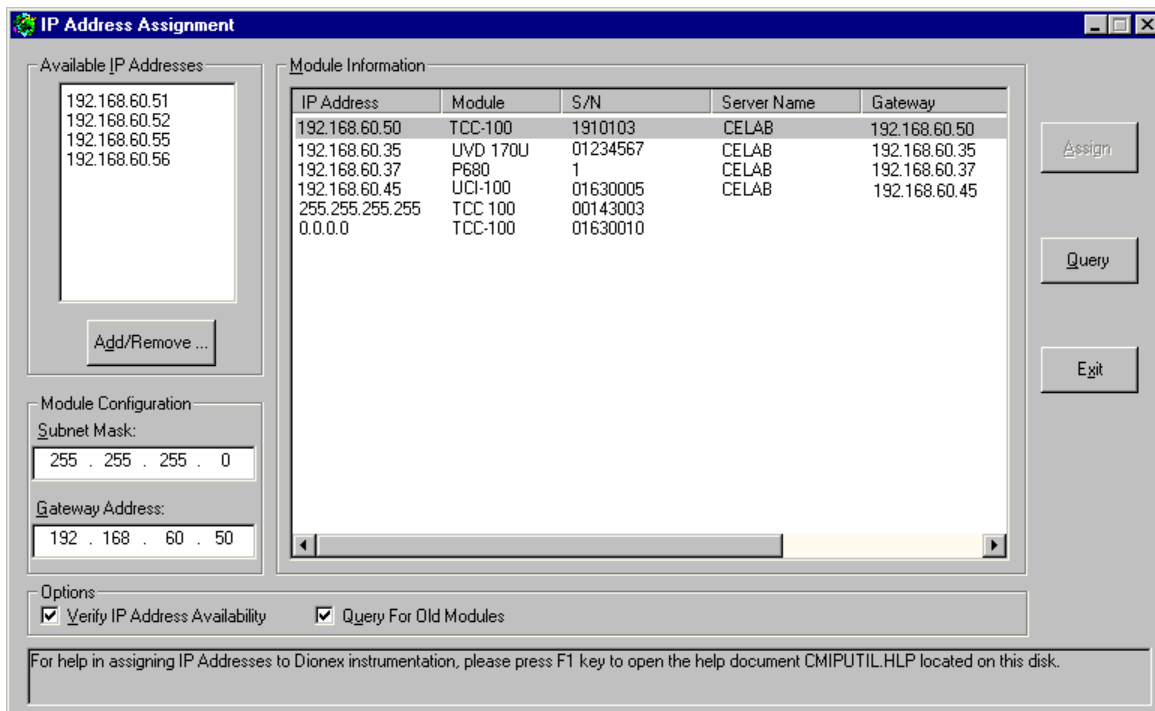 IP Address Assignment
Available IP Addresses
192.168.60.51
192.168.60.52
192.168.60.55
192.168.60.56
Add/Remove ...
Module Configuration
Subnet Mask:
255 . 255 . 255 . 0
Gateway Address:
192 . 168 . 60 . 50
Module Information
IP Address Module S/N Server Name Gateway
192.168.60.50 TCC-100 1910103 CELAB 192.168.60.50
192.168.60.35 UVD 170U 01234567 CELAB 192.168.60.35
192.168.60.37 P680 1 CELAB 192.168.60.37
192.168.60.45 UCI-100 01630005 CELAB 192.168.60.45
255.255.255.255 TCC 100 00143003
0.0.0.0 TCC-100 01630010
Assign
Query
Exit
Options
Verify IP Address Availability Query For Old Modules
For help in assigning IP Addresses to Dionex instrumentation, please press F1 key to open the help document CMIPUTIL.HLP located on this disk.